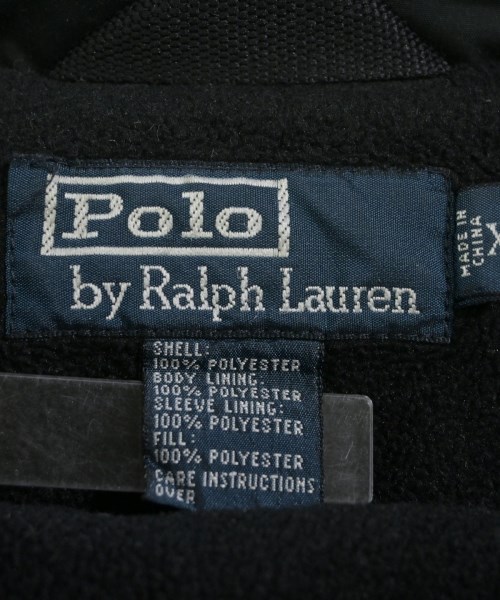 Polo
by Ralph Lauren
MADE IN
CHINA
X
SHELL:
100% POLYESTER
BODY LINING:
100% POLYESTER
SLEEVE LINING:
100% POLYESTER
FILL:
100% POLYESTER
CARE INSTRUCTIONS
OVER